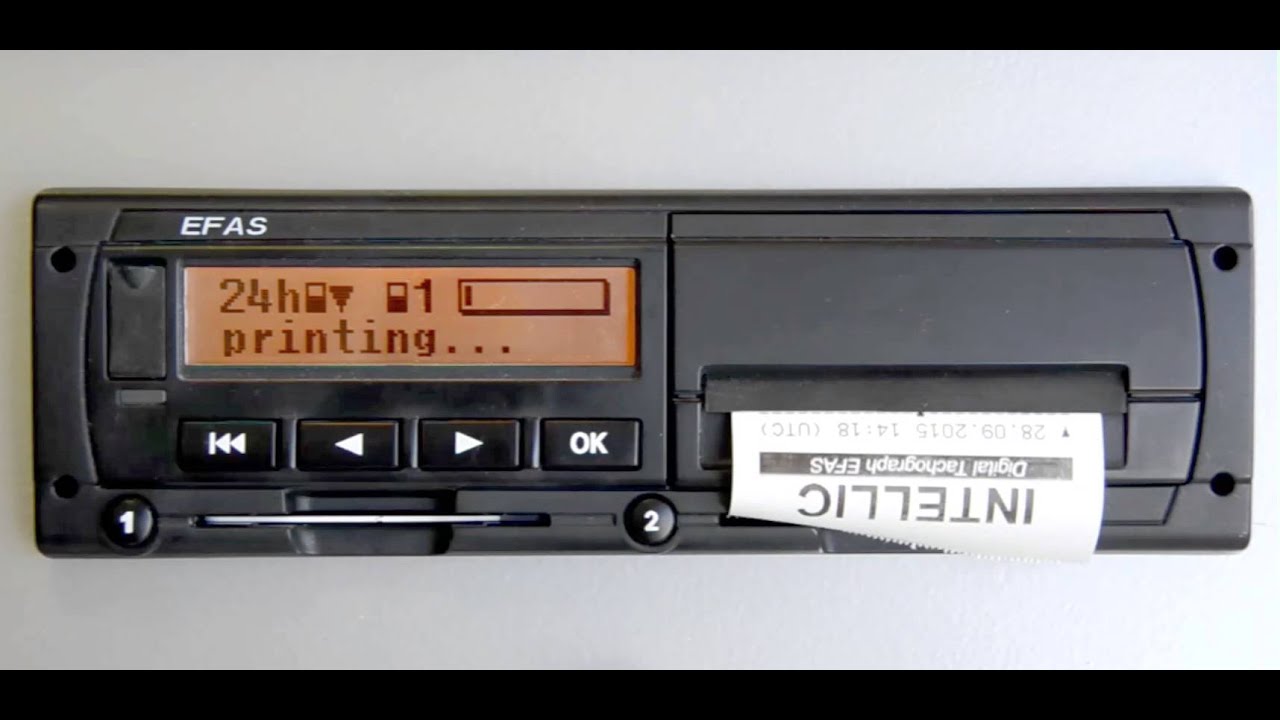 EFAS
24h 1
printing...
OK
1
2
28.09.2015 14:18 (UTC)
Digital Tachograph EFAS
INTELLIC